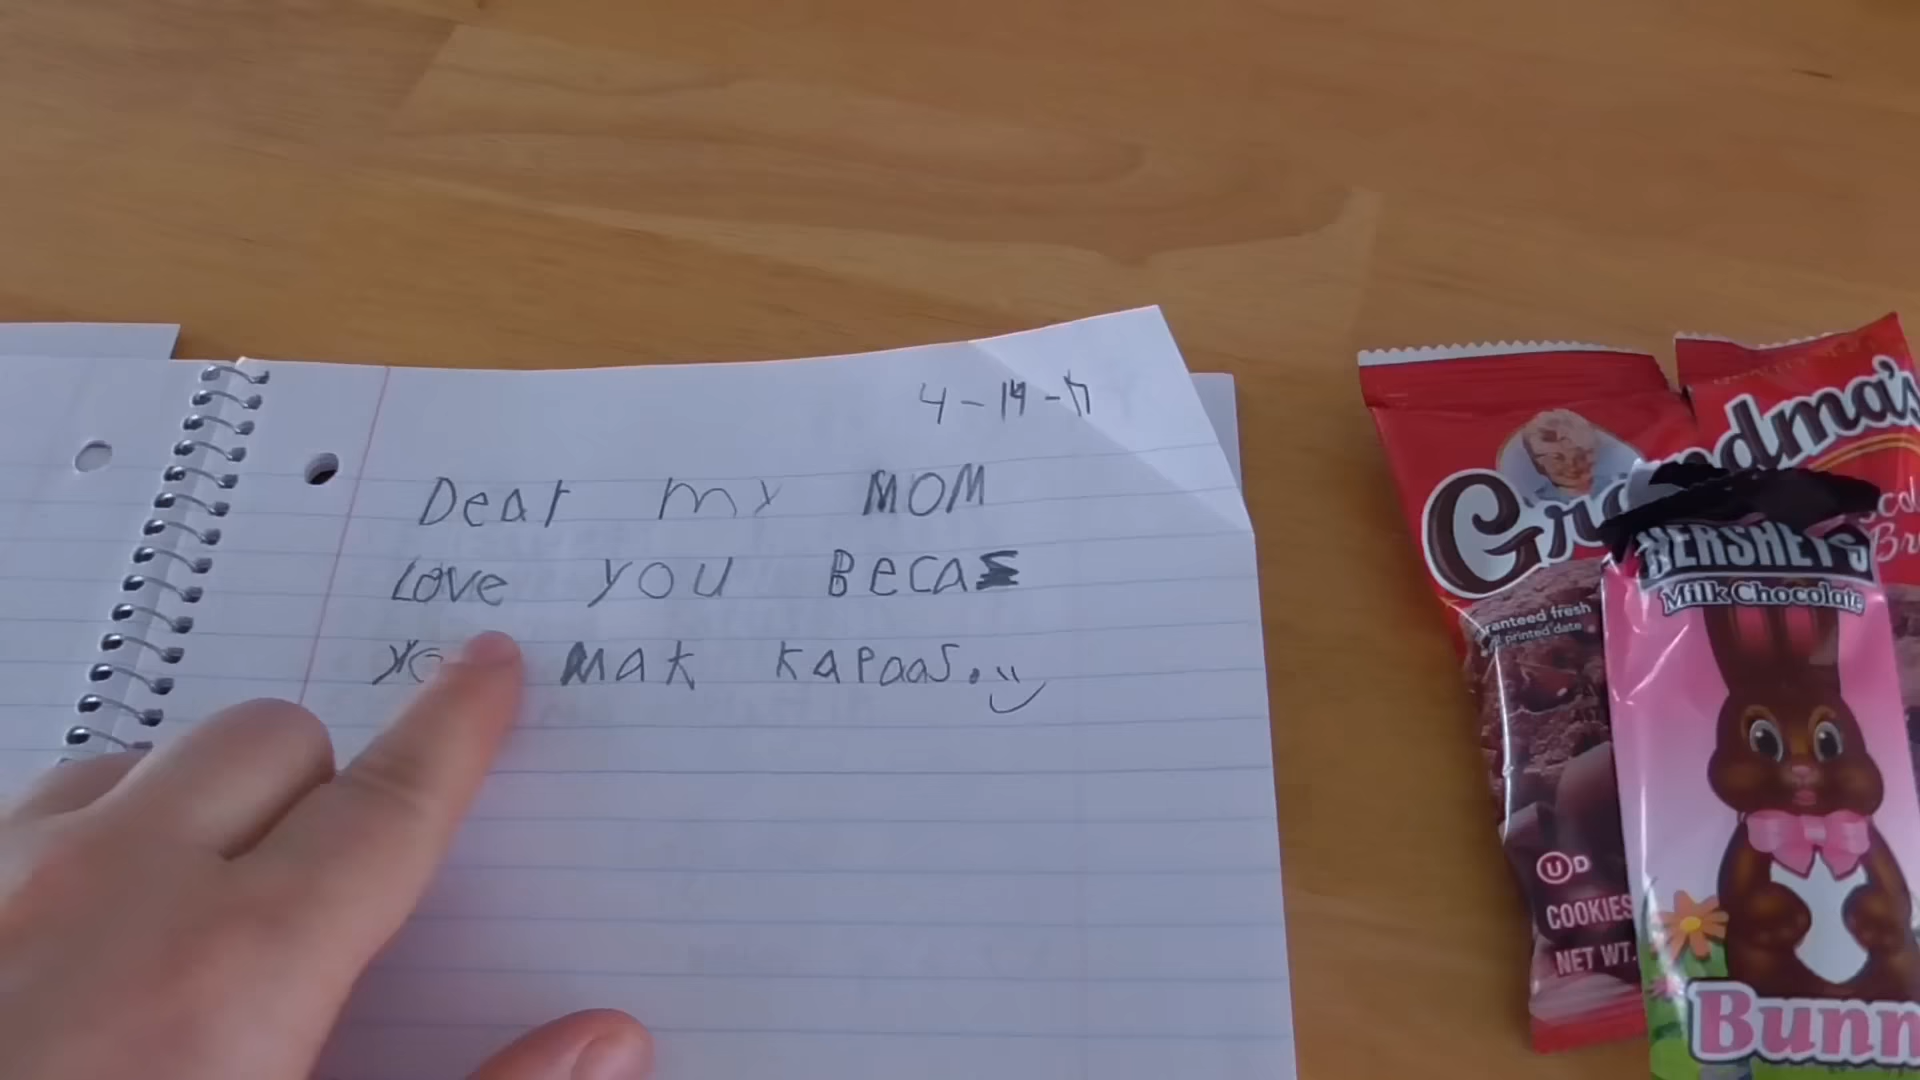 4-14-17
Dear my MOM
Love you Becas
mak kapaas.
Grandma's
guaranteed fresh
printed date
U D
COOKIES
NET WT.
HERSHEY'S
Milk Chocolate
Bunn